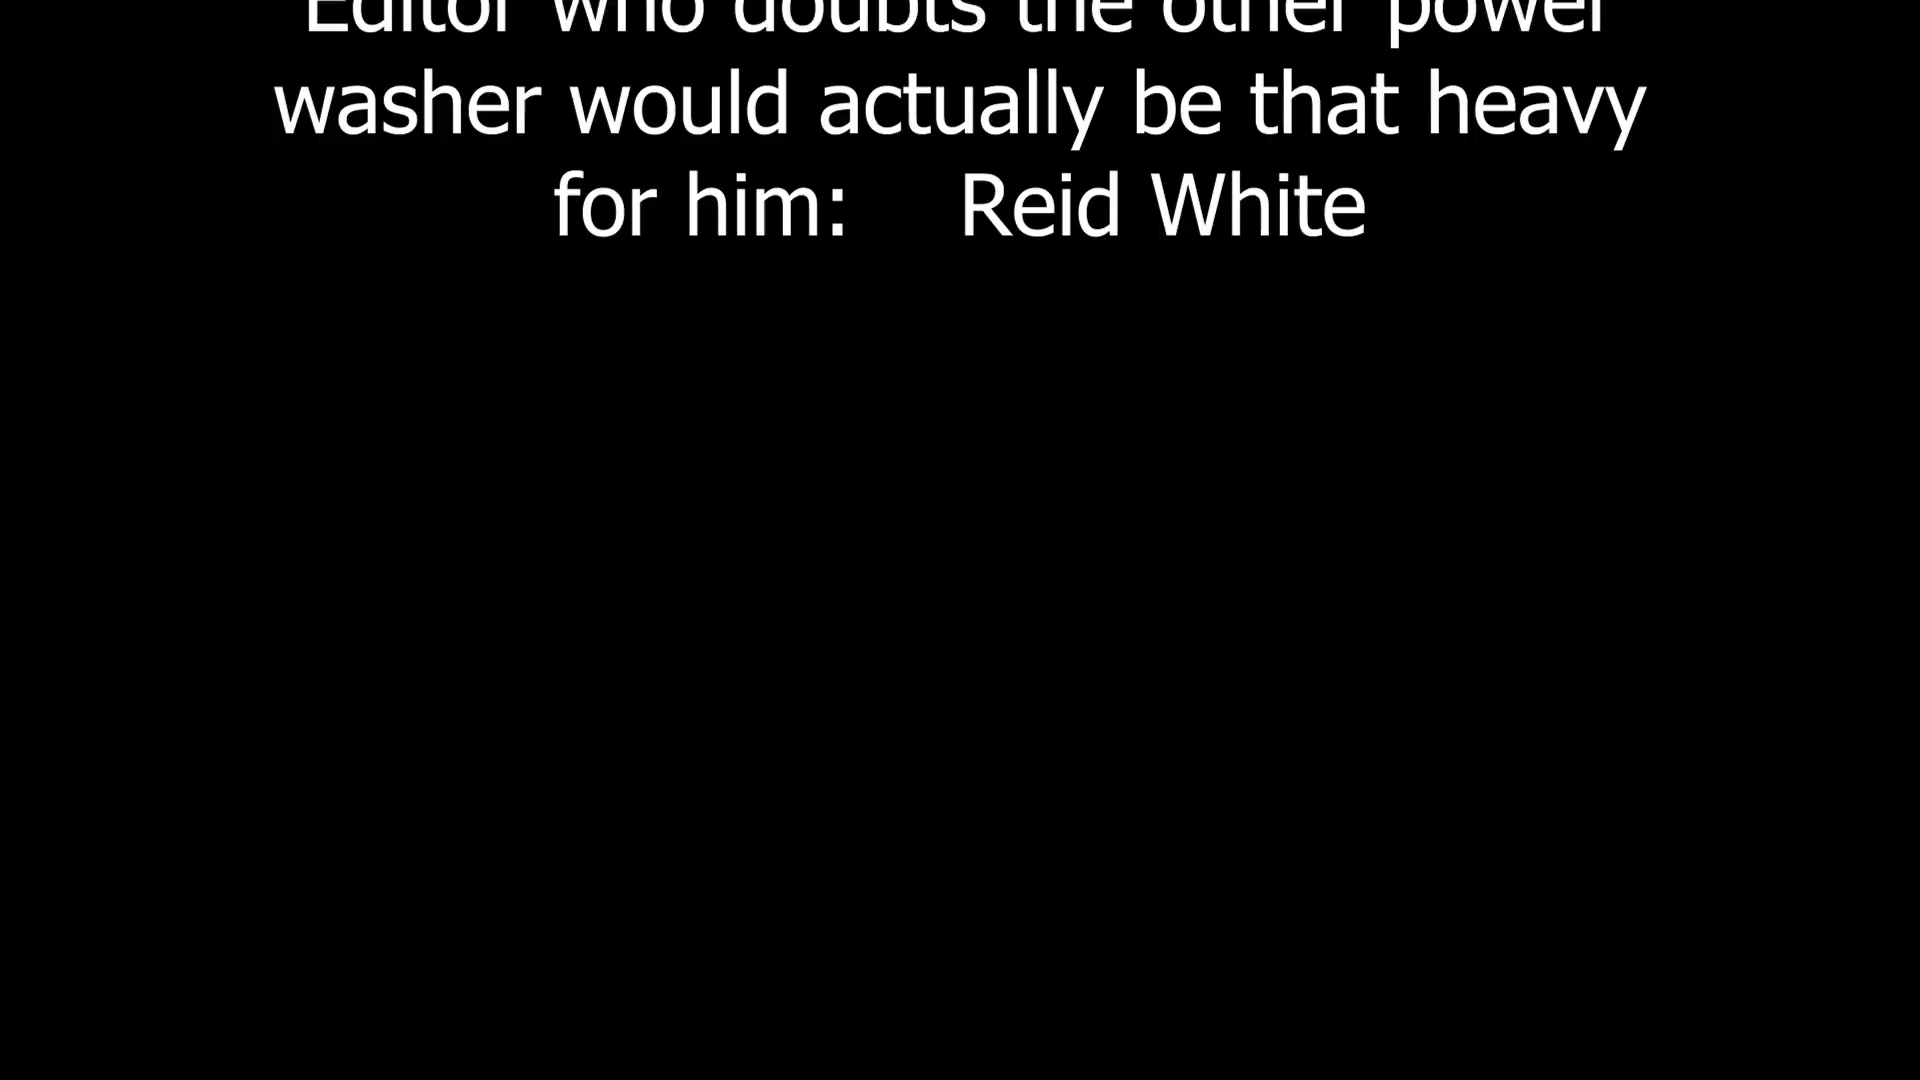 Editor who doubts the other power
washer would actually be that heavy
for him: Reid White